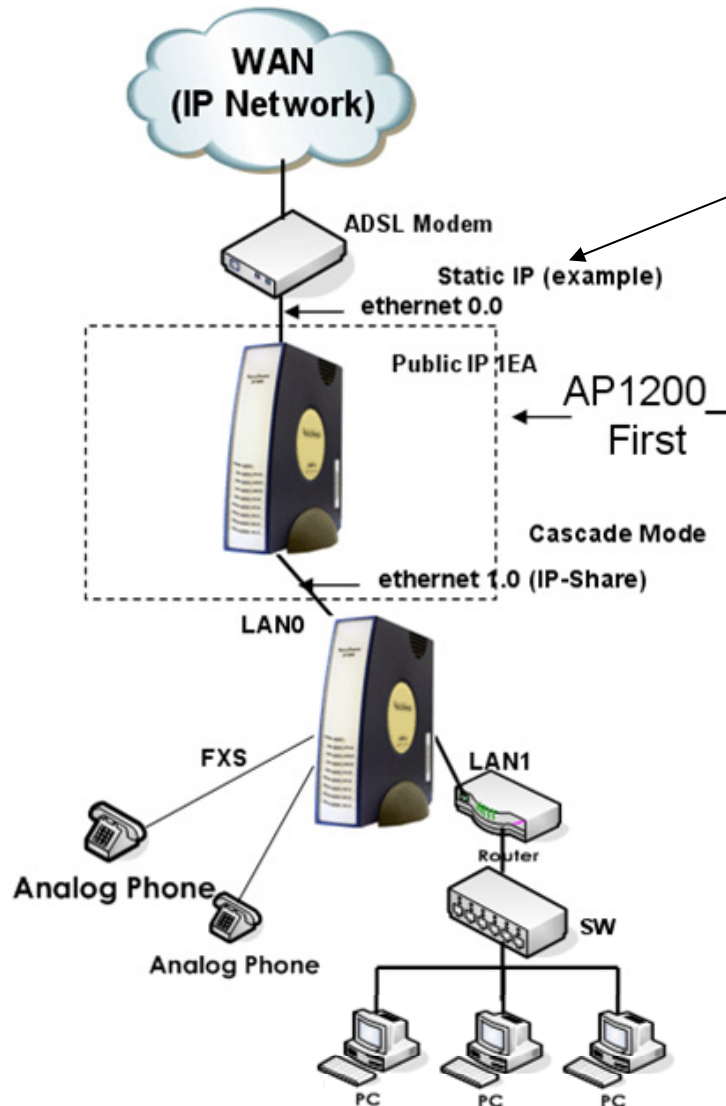 WAN
(IP Network)
ADSL Modem
Static IP (example)
ethernet 0.0
Public IP 1EA
AP1200_
First
Cascade Mode
ethernet 1.0 (IP-Share)
LAN0
FXS
LAN1
Router
Analog Phone
SW
Analog Phone
PC
PC
PC